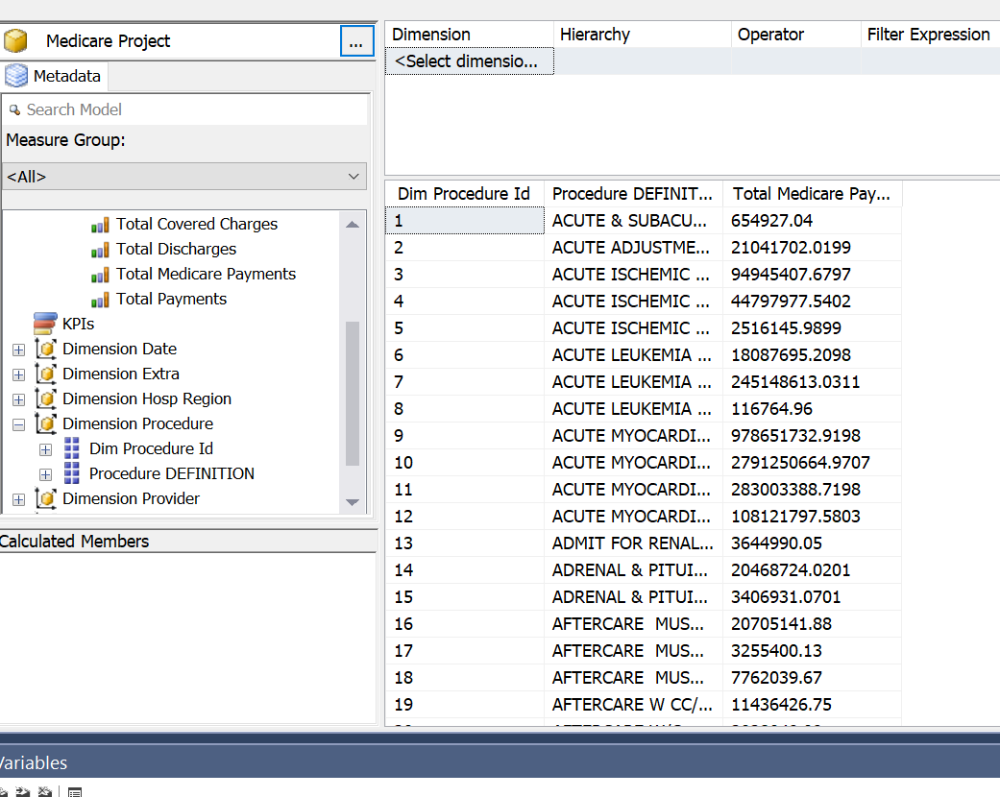 Medicare Project ...
Metadata
Search Model
Measure Group:
<All>
Total Covered Charges
Total Discharges
Total Medicare Payments
Total Payments
KPIs
Dimension Date
Dimension Extra
Dimension Hosp Region
Dimension Procedure
Dim Procedure Id
Procedure DEFINITION
Dimension Provider
Calculated Members
Dimension Hierarchy Operator Filter Expression
<Select dimensio...
Dim Procedure Id Procedure DEFINIT... Total Medicare Pay...
1 ACUTE & SUBACU... 654927.04
2 ACUTE ADJUSTME... 21041702.0199
3 ACUTE ISCHEMIC ... 94945407.6797
4 ACUTE ISCHEMIC ... 44797977.5402
5 ACUTE ISCHEMIC ... 2516145.9899
6 ACUTE LEUKEMIA ... 18087695.2098
7 ACUTE LEUKEMIA ... 245148613.0311
8 ACUTE LEUKEMIA ... 116764.96
9 ACUTE MYOCARDI... 978651732.9198
10 ACUTE MYOCARDI... 2791250664.9707
11 ACUTE MYOCARDI... 283003388.7198
12 ACUTE MYOCARDI... 108121797.5803
13 ADMIT FOR RENAL... 3644990.05
14 ADRENAL & PITUI... 20468724.0201
15 ADRENAL & PITUI... 3406931.0701
16 AFTERCARE  MUS... 20705141.88
17 AFTERCARE  MUS... 3255400.13
18 AFTERCARE  MUS... 7762039.67
19 AFTERCARE W CC/... 11436426.75
Variables